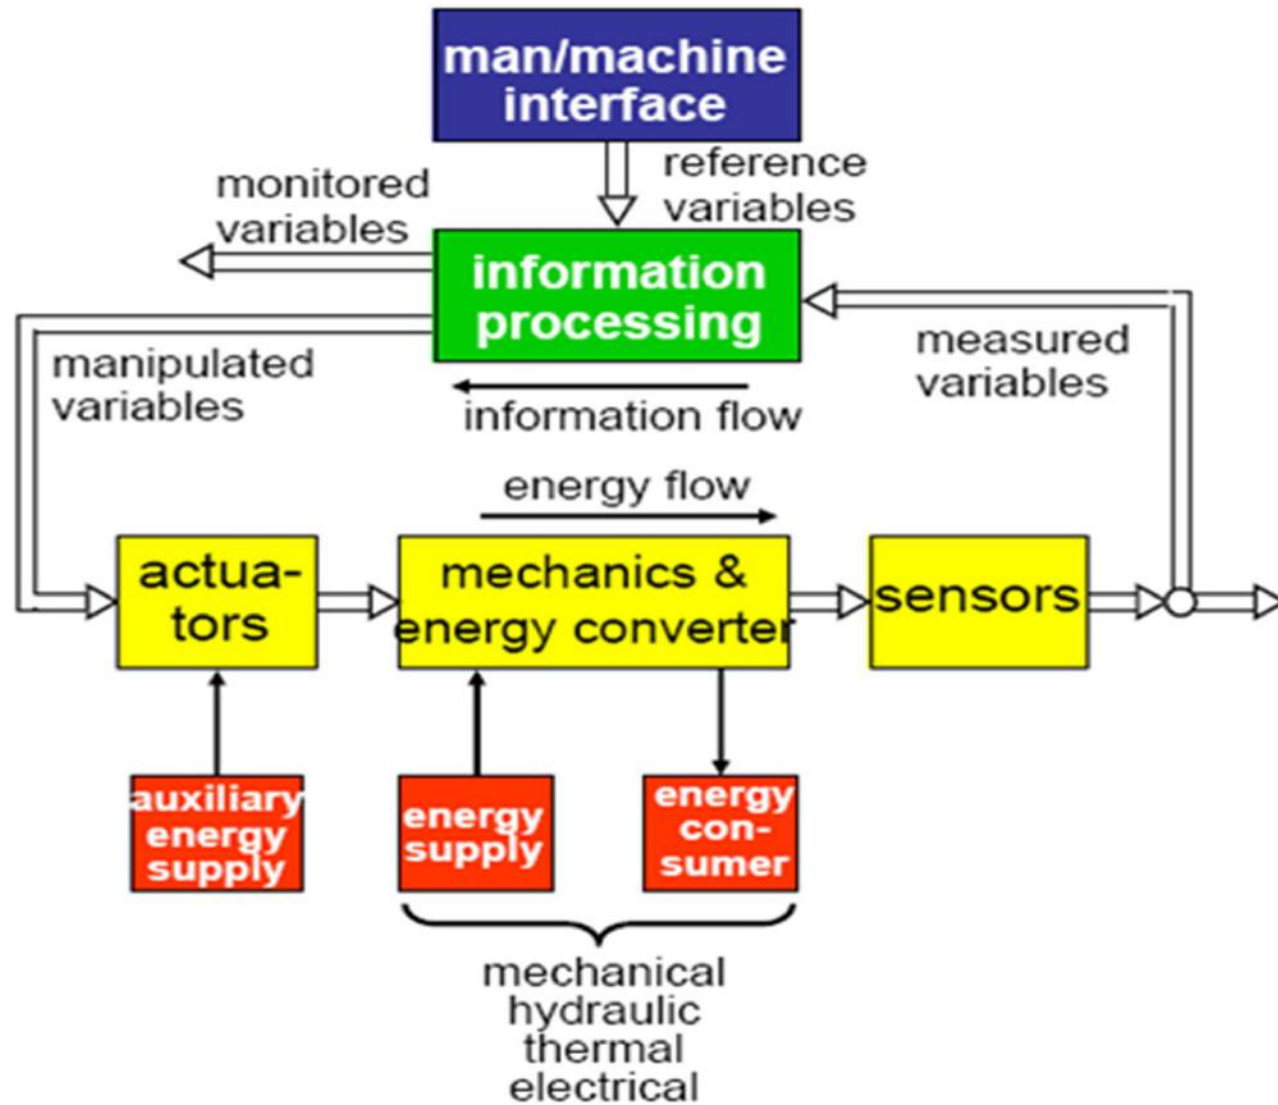 man/machine
interface
reference
variables
monitored
variables
information
processing
measured
variables
manipulated
variables
information flow
energy flow
actua-
tors
mechanics &
energy converter
sensors
auxiliary
energy
supply
energy
supply
energy
con-
sumer
mechanical
hydraulic
thermal
electrical